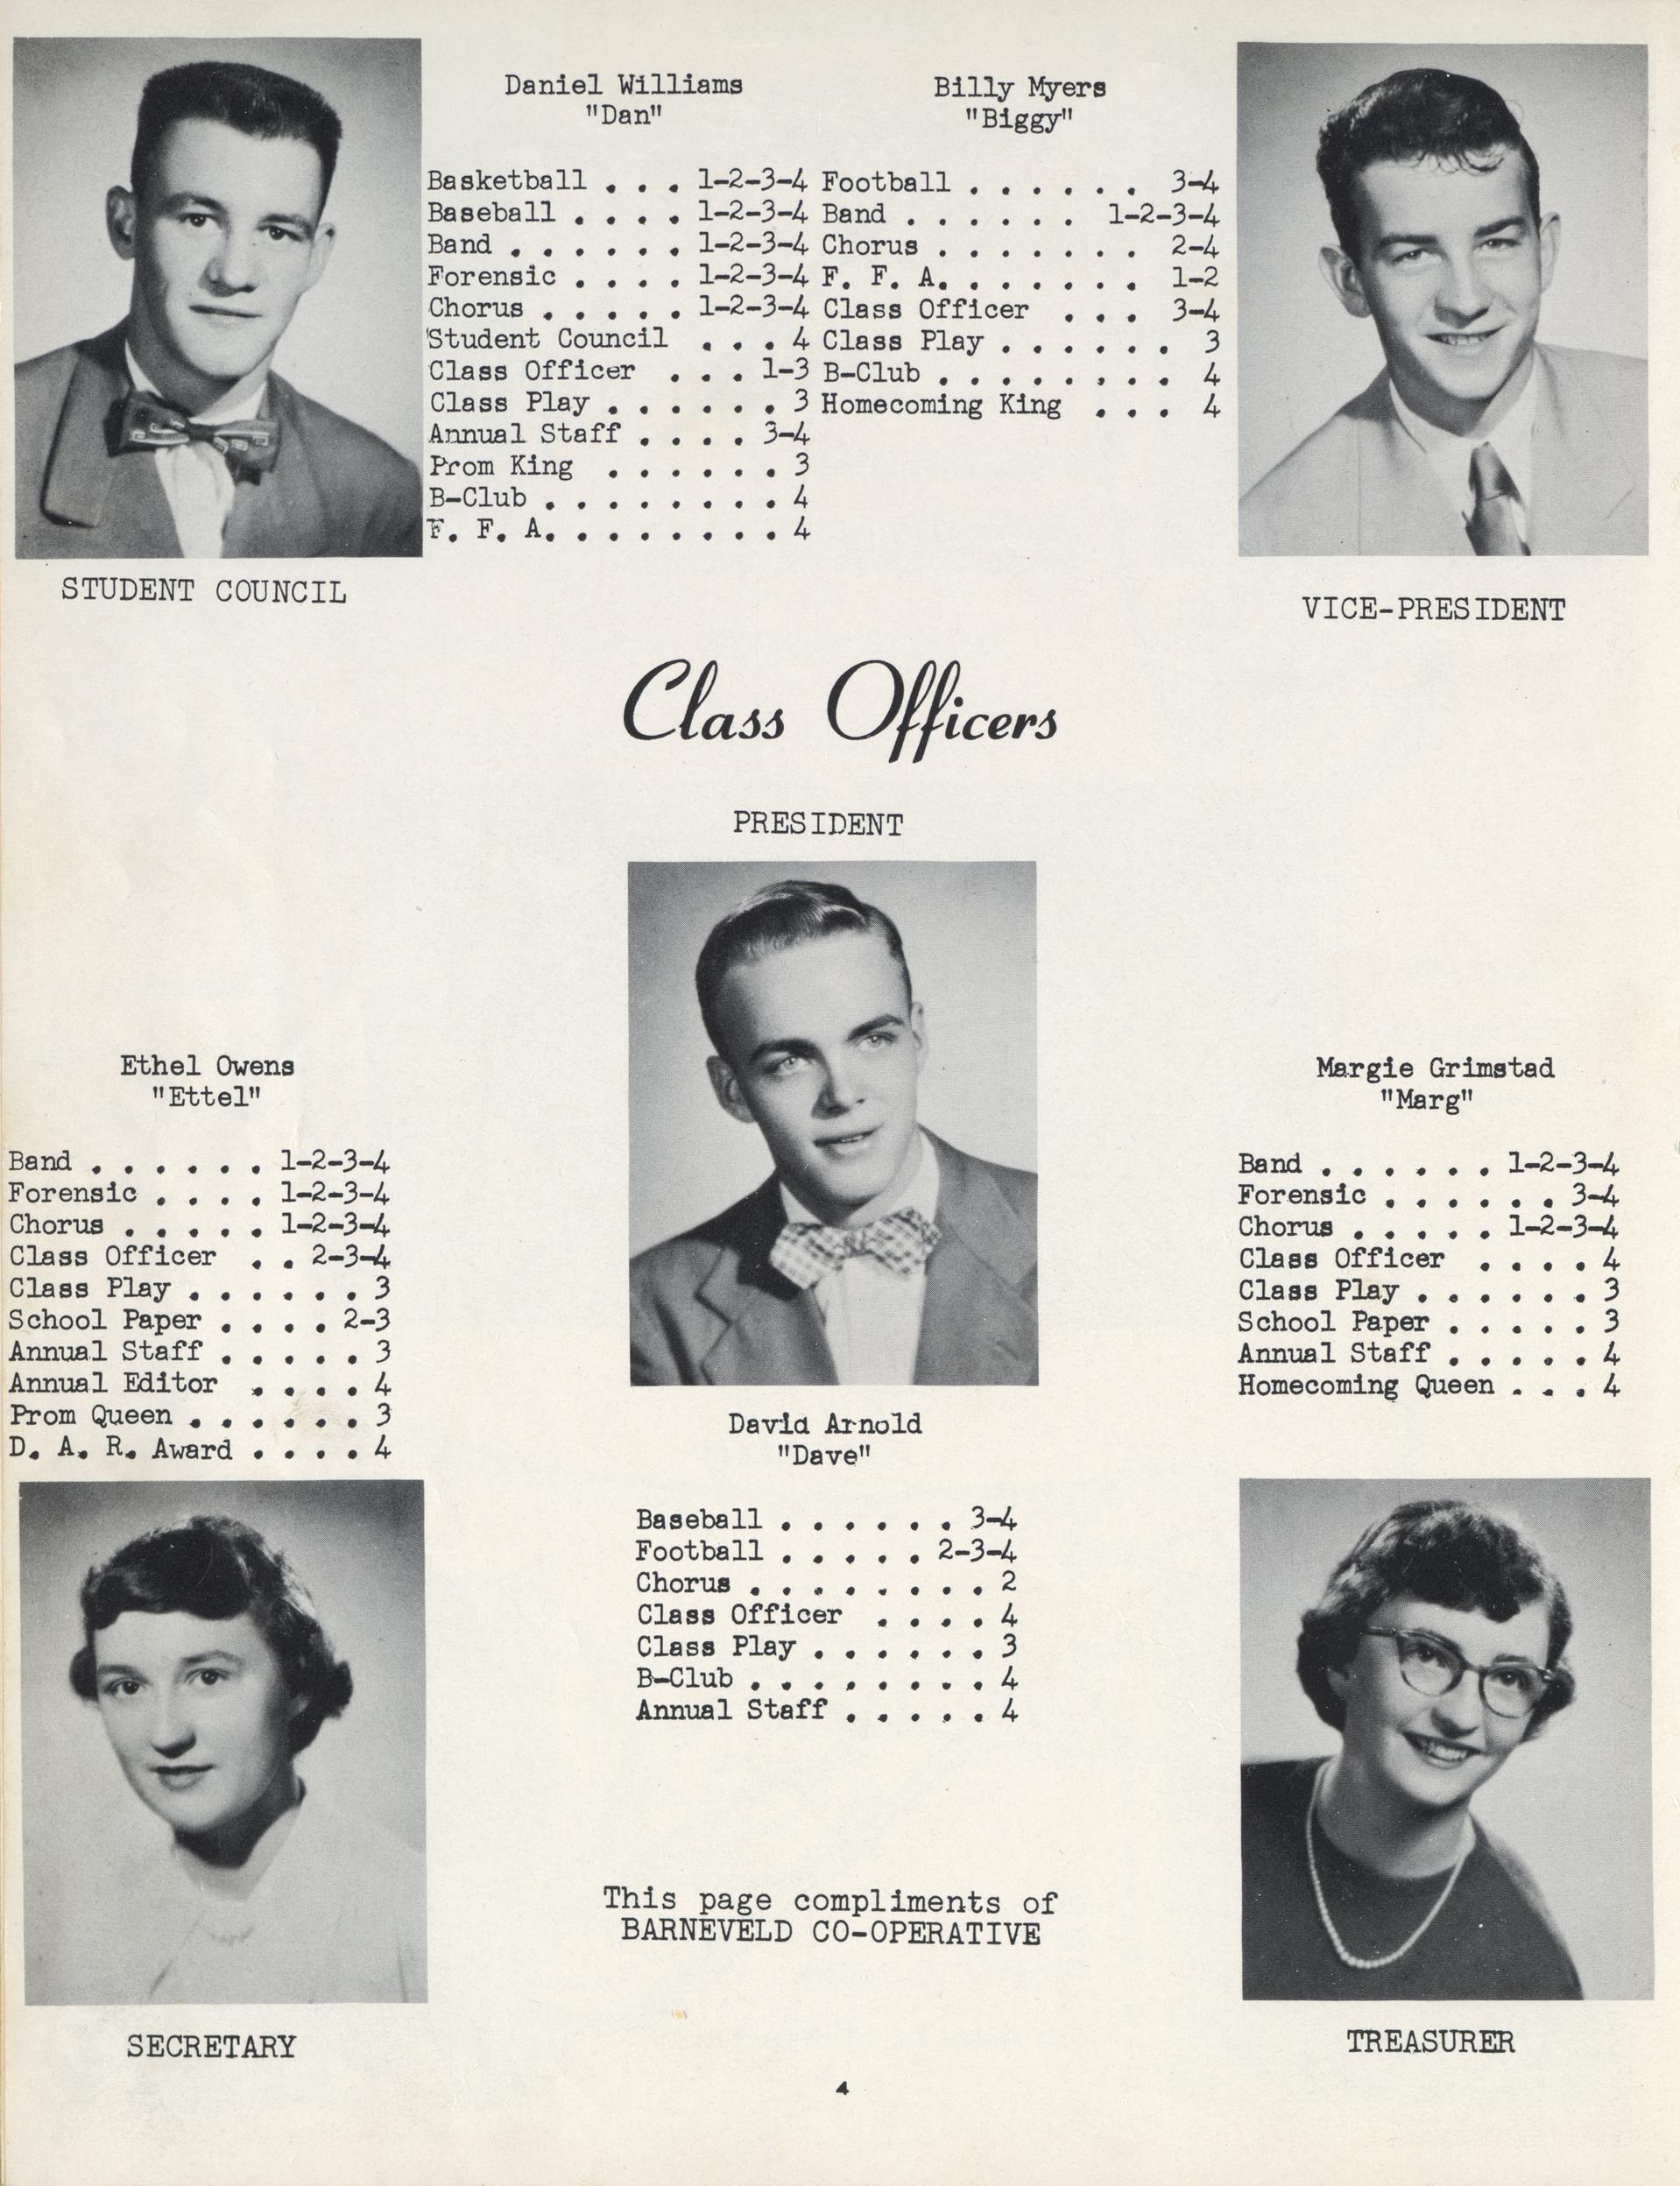 Daniel Williams
"Dan"
Basketball . . . 1-2-3-4
Baseball . . . . 1-2-3-4
Band . . . . . . 1-2-3-4
Forensic . . . . 1-2-3-4
Chorus . . . . . 1-2-3-4
Student Council . . . 4
Class Officer . . . 1-3
Class Play . . . . . . 3
Annual Staff . . . . 3-4
Prom King . . . . . . 3
B-Club . . . . . . . . 4
F. F. A. . . . . . . . 4
STUDENT COUNCIL
Billy Myers
"Biggy"
Football . . . . . . 3-4
Band . . . . . . 1-2-3-4
Chorus . . . . . . . 2-4
F. F. A. . . . . . . 1-2
Class Officer . . . 3-4
Class Play . . . . . . 3
B-Club . . . . . . . . 4
Homecoming King . . . 4
VICE-PRESIDENT
Class Officers
PRESIDENT
Ethel Owens
"Ettel"
Band . . . . . . 1-2-3-4
Forensic . . . . 1-2-3-4
Chorus . . . . . 1-2-3-4
Class Officer . . 2-3-4
Class Play . . . . . . 3
School Paper . . . . 2-3
Annual Staff . . . . . 3
Annual Editor . . . . 4
Prom Queen . . . . . . 3
D. A. R. Award . . . . 4
SECRETARY
David Arnold
"Dave"
Baseball . . . . . . 3-4
Football . . . . . 2-3-4
Chorus . . . . . . . . 2
Class Officer . . . . 4
Class Play . . . . . . 3
B-Club . . . . . . . . 4
Annual Staff . . . . . 4
Margie Grimstad
"Marg"
Band . . . . . . 1-2-3-4
Forensic . . . . . . 3-4
Chorus . . . . . 1-2-3-4
Class Officer . . . . 4
Class Play . . . . . . 3
School Paper . . . . . 3
Annual Staff . . . . . 4
Homecoming Queen . . . 4
TREASURER
This page compliments of
BARNEVELD CO-OPERATIVE
4